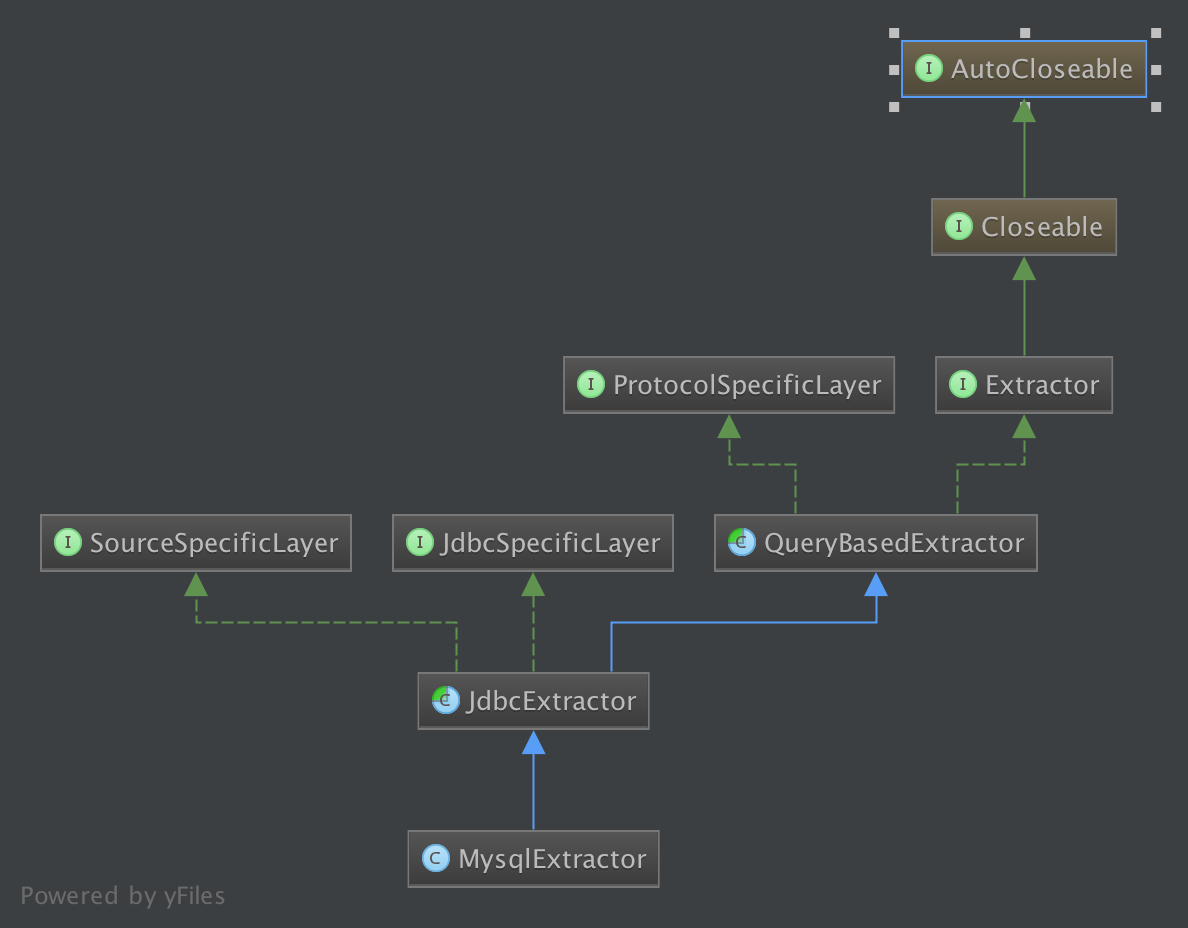 I AutoCloseable
I Closeable
I ProtocolSpecificLayer
I Extractor
I SourceSpecificLayer
I JdbcSpecificLayer
C QueryBasedExtractor
C JdbcExtractor
C MysqlExtractor
Powered by yFiles